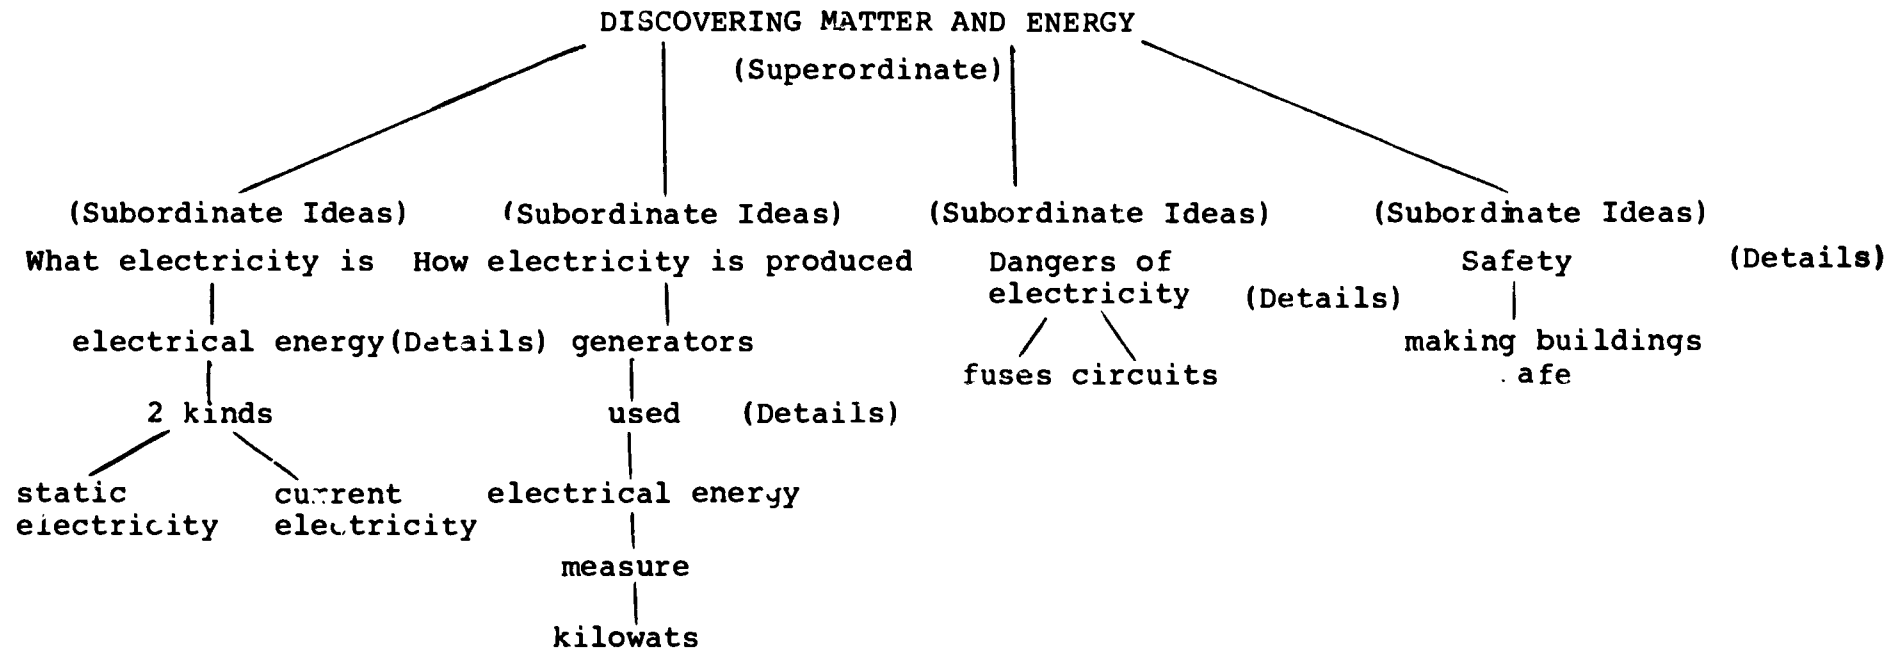 DISCOVERING MATTER AND ENERGY
(Superordinate)
(Subordinate Ideas) (Subordinate Ideas) (Subordinate Ideas) (Subordinate Ideas)
What electricity is How electricity is produced Dangers of Safety (Details)
electricity (Details)
electrical energy (Details) generators making buildings
fuses circuits afe
2 kinds used (Details)
static current electrical energy
electricity electricity
measure
kilowats